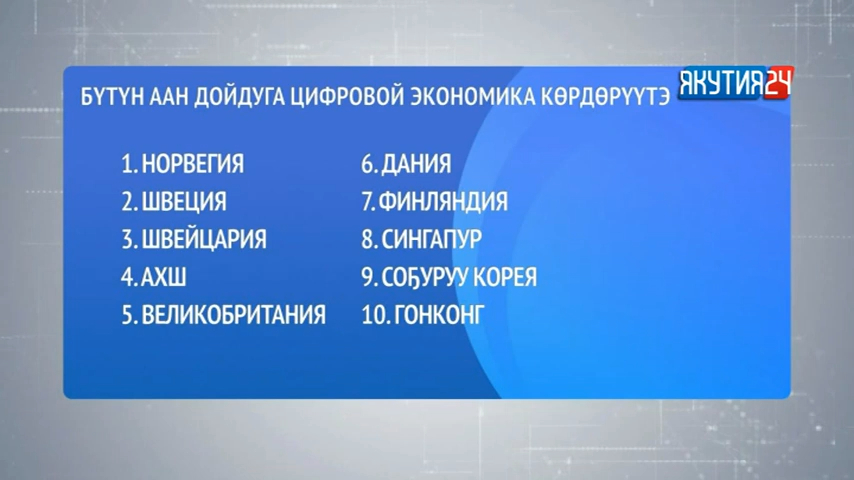 БҮТҮН ААН ДОЙДУГА ЦИФРОВОЙ ЭКОНОМИКА КӨРДӨРҮҮТЭ
ЯКУТИЯ24
1. НОРВЕГИЯ
2. ШВЕЦИЯ
3. ШВЕЙЦАРИЯ
4. АХШ
5. ВЕЛИКОБРИТАНИЯ
6. ДАНИЯ
7. ФИНЛЯНДИЯ
8. СИНГАПУР
9. СОҔУРУУ КОРЕЯ
10. ГОНКОНГ